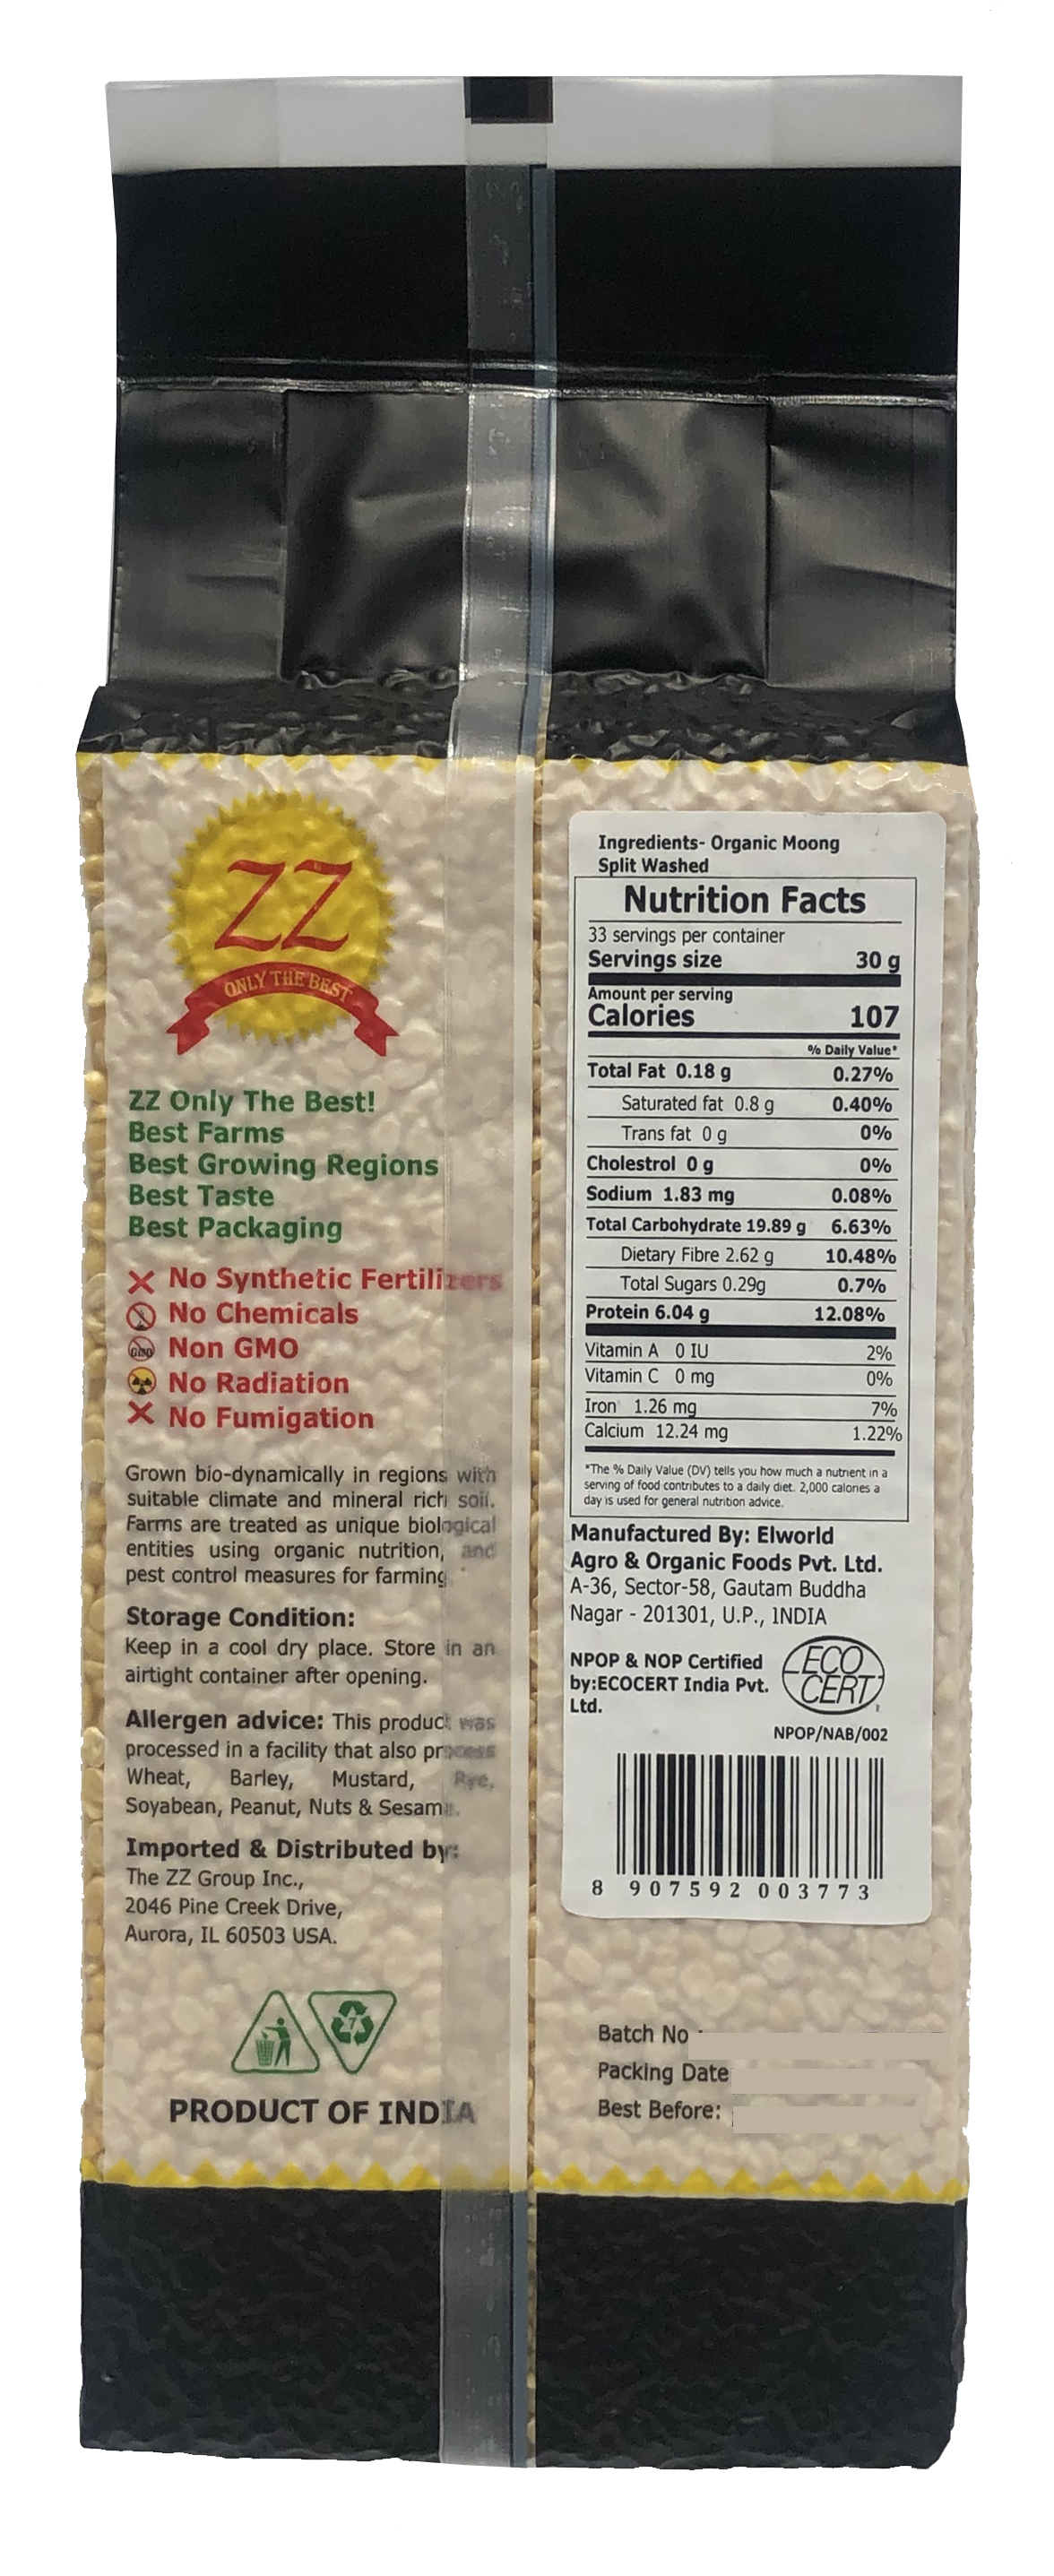 ZZ
ONLY THE BEST
ZZ Only The Best!
Best Farms
Best Growing Regions
Best Taste
Best Packaging
No Synthetic Fertilizers
No Chemicals
GMO Non GMO
No Radiation
No Fumigation
Grown bio-dynamically in regions with
suitable climate and mineral rich soil.
Farms are treated as unique biological
entities using organic nutrition, and
pest control measures for farming.
Storage Condition:
Keep in a cool dry place. Store in an
airtight container after opening.
Allergen advice: This product was
processed in a facility that also process
Wheat, Barley, Mustard, Rye,
Soyabean, Peanut, Nuts & Sesame.
Imported & Distributed by:
The ZZ Group Inc.,
2046 Pine Creek Drive,
Aurora, IL 60503 USA.
7
PRODUCT OF INDIA
Ingredients- Organic Moong
Split Washed
Nutrition Facts
33 servings per container
Servings size 30 g
Amount per serving
Calories 107
% Daily Value*
Total Fat 0.18 g 0.27%
Saturated fat 0.8 g 0.40%
Trans fat 0 g 0%
Cholestrol 0 g 0%
Sodium 1.83 mg 0.08%
Total Carbohydrate 19.89 g 6.63%
Dietary Fibre 2.62 g 10.48%
Total Sugars 0.29g 0.7%
Protein 6.04 g 12.08%
Vitamin A 0 IU 2%
Vitamin C 0 mg 0%
Iron 1.26 mg 7%
Calcium 12.24 mg 1.22%
*The % Daily Value (DV) tells you how much a nutrient in a
serving of food contributes to a daily diet. 2,000 calories a
day is used for general nutrition advice.
Manufactured By: Elworld
Agro & Organic Foods Pvt. Ltd.
A-36, Sector-58, Gautam Buddha
Nagar - 201301, U.P., INDIA
NPOP & NOP Certified
by:ECOCERT India Pvt.
Ltd.
ECO
CERT
NPOP/NAB/002
8 907592 003773
Batch No :
Packing Date
Best Before: